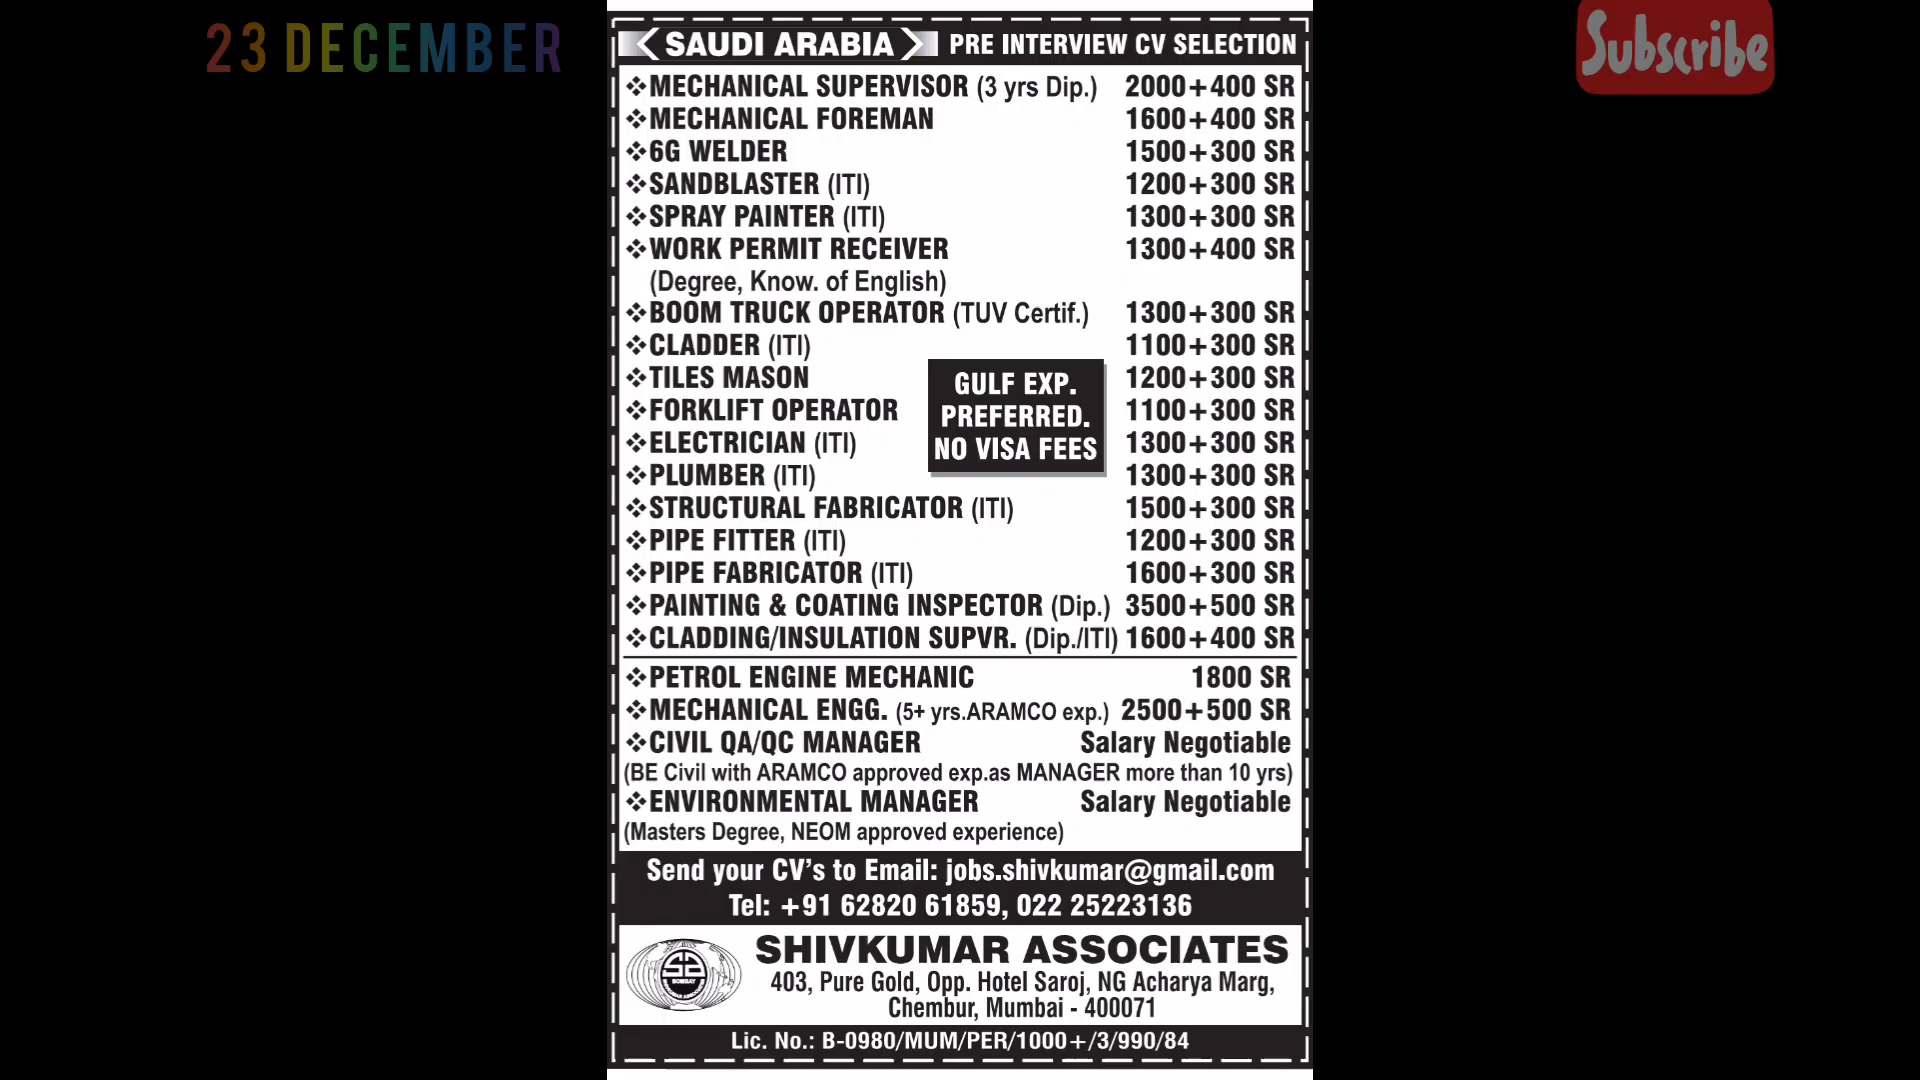 23 DECEMBER
Subscribe
SAUDI ARABIA PRE INTERVIEW CV SELECTION
❖MECHANICAL SUPERVISOR (3 yrs Dip.) 2000+400 SR
❖MECHANICAL FOREMAN 1600+400 SR
❖6G WELDER 1500+300 SR
❖SANDBLASTER (ITI) 1200+300 SR
❖SPRAY PAINTER (ITI) 1300+300 SR
❖WORK PERMIT RECEIVER 1300+400 SR
(Degree, Know. of English)
❖BOOM TRUCK OPERATOR (TUV Certif.) 1300+300 SR
❖CLADDER (ITI) 1100+300 SR
❖TILES MASON 1200+300 SR
❖FORKLIFT OPERATOR 1100+300 SR
❖ELECTRICIAN (ITI) 1300+300 SR
❖PLUMBER (ITI) 1300+300 SR
GULF EXP.
PREFERRED.
NO VISA FEES
❖STRUCTURAL FABRICATOR (ITI) 1500+300 SR
❖PIPE FITTER (ITI) 1200+300 SR
❖PIPE FABRICATOR (ITI) 1600+300 SR
❖PAINTING & COATING INSPECTOR (Dip.) 3500+500 SR
❖CLADDING/INSULATION SUPVR. (Dip./ITI) 1600+400 SR
❖PETROL ENGINE MECHANIC 1800 SR
❖MECHANICAL ENGG. (5+ yrs.ARAMCO exp.) 2500+500 SR
❖CIVIL QA/QC MANAGER Salary Negotiable
(BE Civil with ARAMCO approved exp.as MANAGER more than 10 yrs)
❖ENVIRONMENTAL MANAGER Salary Negotiable
(Masters Degree, NEOM approved experience)
Send your CV's to Email: jobs.shivkumar@gmail.com
Tel: +91 62820 61859, 022 25223136
SHIVKUMAR ASSOCIATES
403, Pure Gold, Opp. Hotel Saroj, NG Acharya Marg,
Chembur, Mumbai - 400071
BOMBAY
Lic. No.: B-0980/MUM/PER/1000+/3/990/84